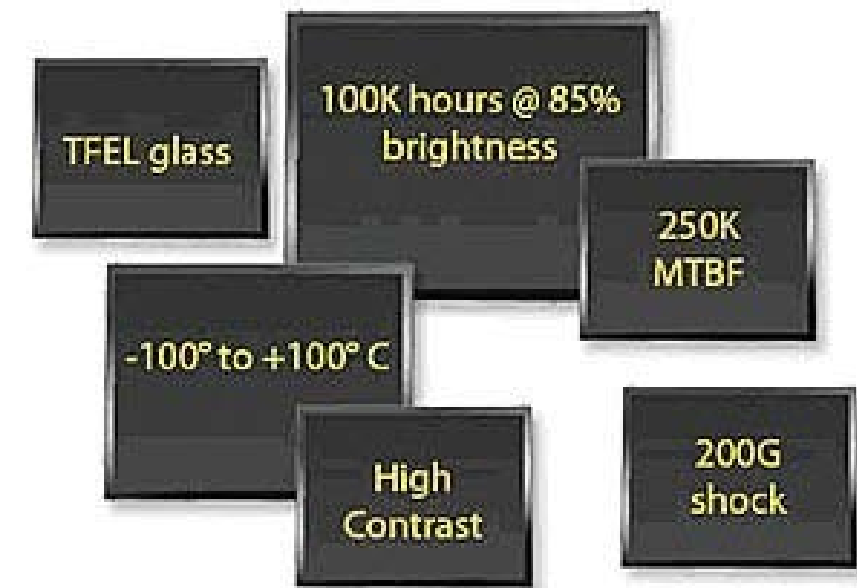 TFEL glass
100K hours @ 85%
brightness
250K
MTBF
-100° to +100° C
High
Contrast
200G
shock